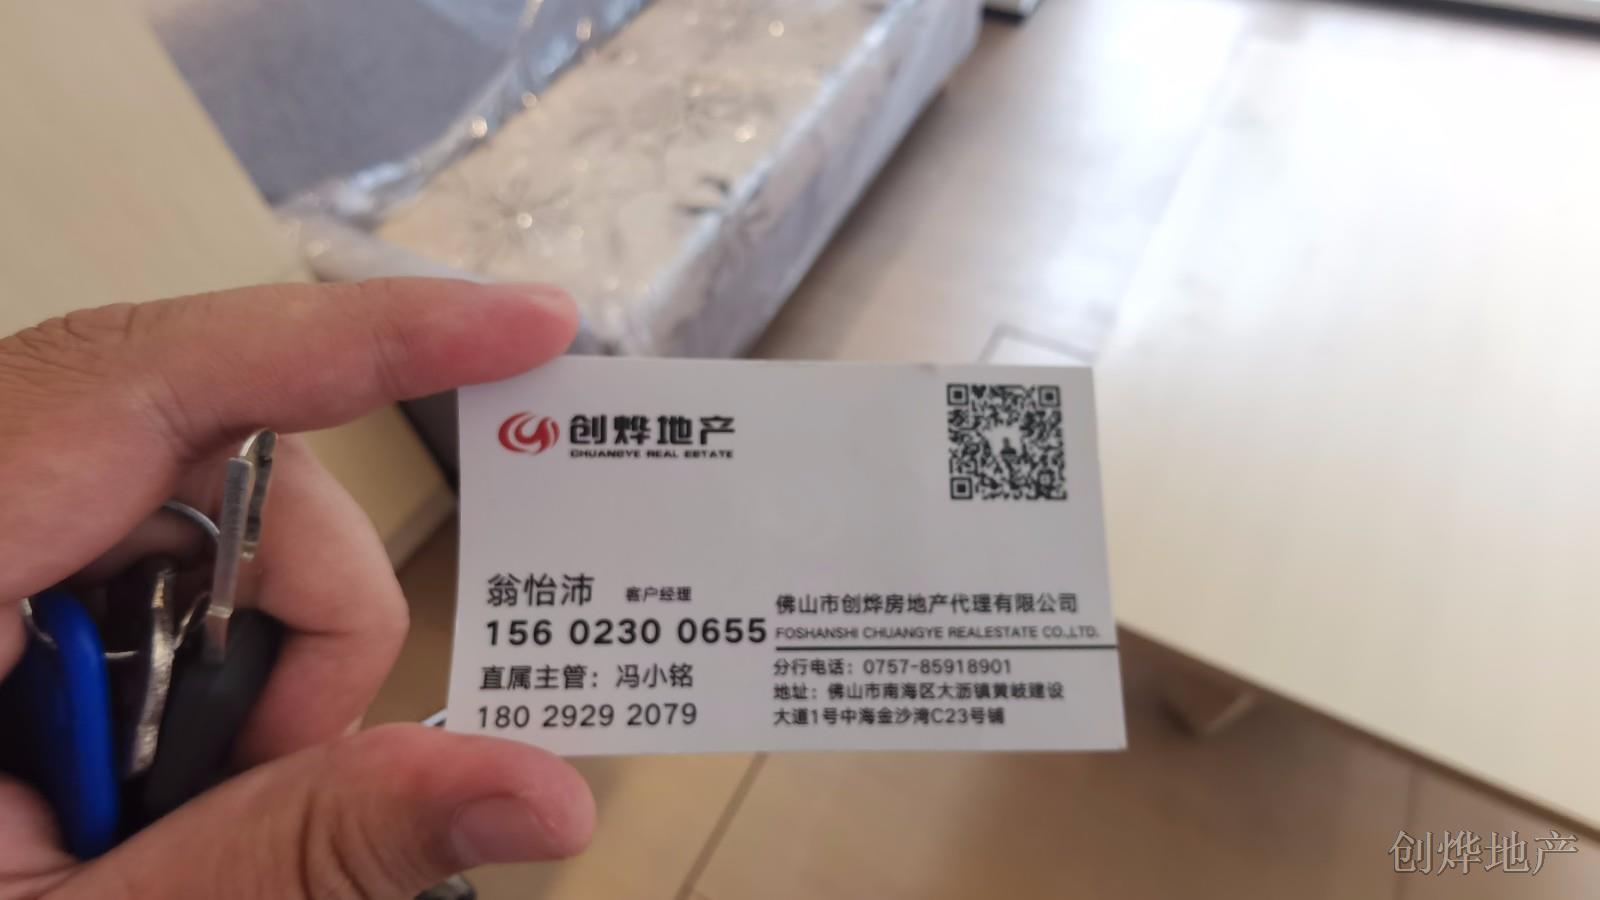 创烨地产
CHUANGYE REAL ESTATE
翁怡沛 客户经理
156 0230 0655
直属主管：冯小铭
180 2929 2079
佛山市创烨房地产代理有限公司
FOSHANSHI CHUANGYE REALESTATE CO.,LTD.
分行电话：0757-85918901
地址：佛山市南海区大沥镇黄岐建设
大道1号中海金沙湾C23号铺
创烨地产